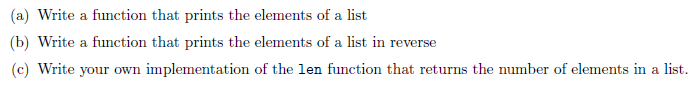 (a) Write a function that prints the elements of a list
(b) Write a function that prints the elements of a list in reverse
(c) Write your own implementation of the len function that returns the number of elements in a list.